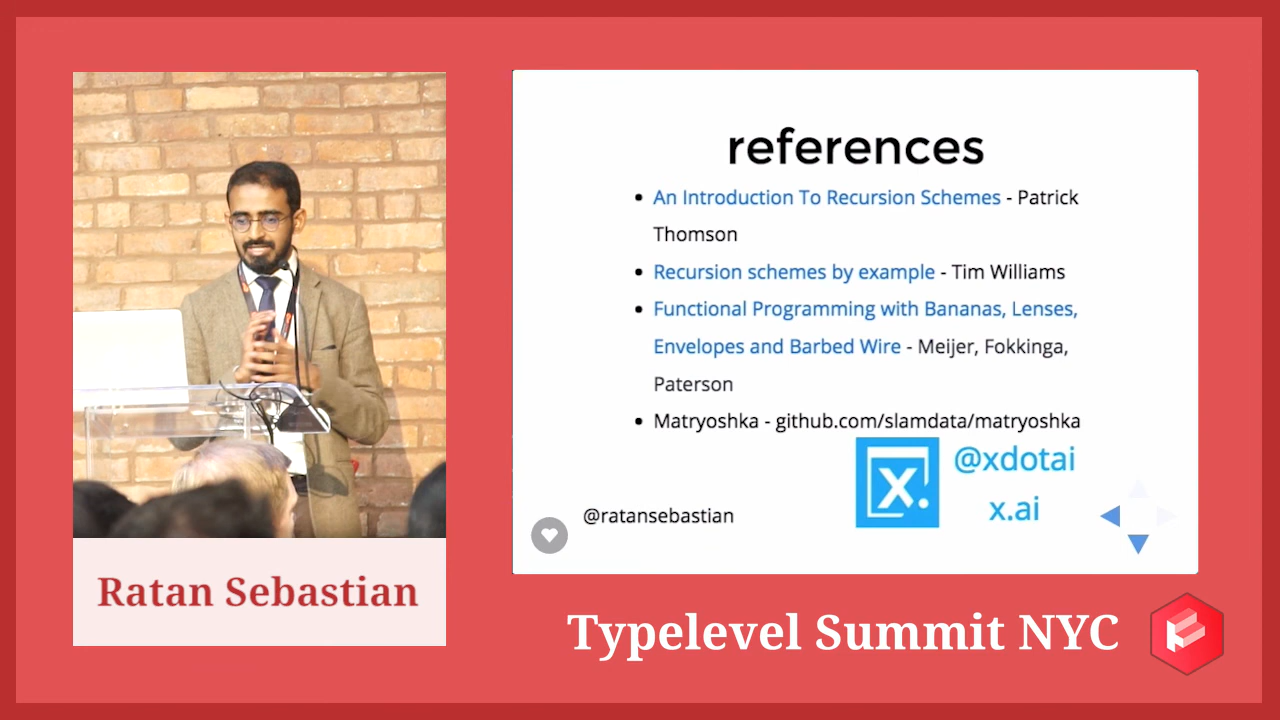 references
An Introduction To Recursion Schemes - Patrick
Thomson
Recursion schemes by example - Tim Williams
Functional Programming with Bananas, Lenses,
Envelopes and Barbed Wire - Meijer, Fokkinga,
Paterson
Matryoshka - github.com/slamdata/matryoshka
X.
@xdotai
x.ai
@ratansebastian
Ratan Sebastian
Typelevel Summit NYC